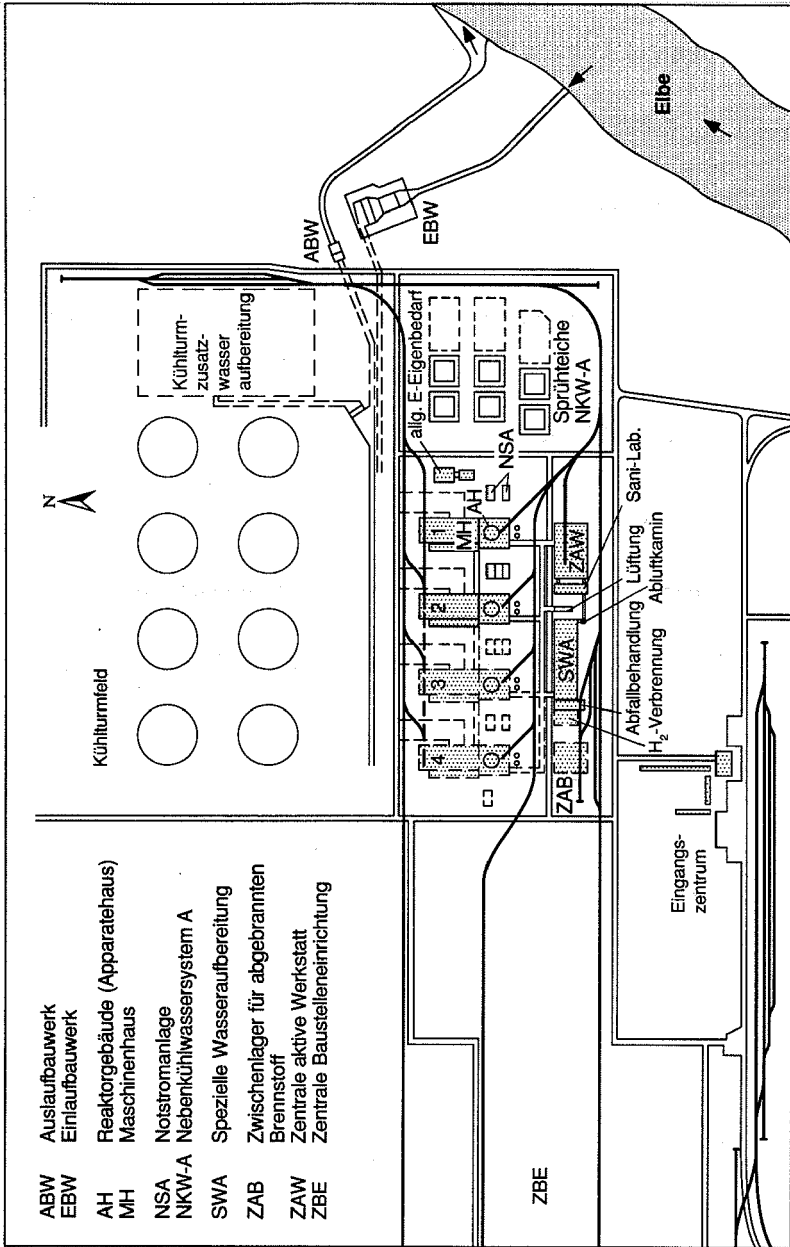 ABW Auslaufbauwerk
EBW Einlaufbauwerk
AH Reaktorgebäude (Apparatehaus)
MH Maschinenhaus
NSA Notstromanlage
NKW-A Nebenkühlwassersystem A
SWA Spezielle Wasseraufbereitung
ZAB Zwischenlager für abgebrannten
Brennstoff
ZAW Zentrale aktive Werkstatt
ZBE Zentrale Baustelleneinrichtung
Kühlturmfeld
N
Kühlturm-
zusatz-
wasser
aufbereitung
ABW
EBW
Elbe
allg. E-Eigenbedarf
NSA
AH
MH
4
3
2
1
Sprühteiche
NKW-A
ZAB
SWA
ZAW
Sani-Lab.
Lüftung
Abluftkamin
Abfallbehandlung
H₂-Verbrennung
Eingangs-
zentrum
ZBE